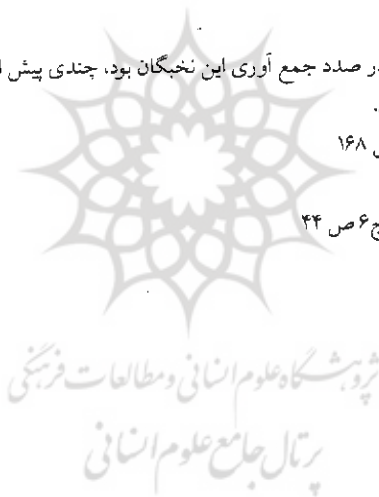 ر صدد جمع آوری این نخبگان بود، چندی پیش ا
۱۶۸
ج۶ ص ۴۴
پژوهشگاه علوم انسانی و مطالعات فرهنگی
پرتال جامع علوم انسانی